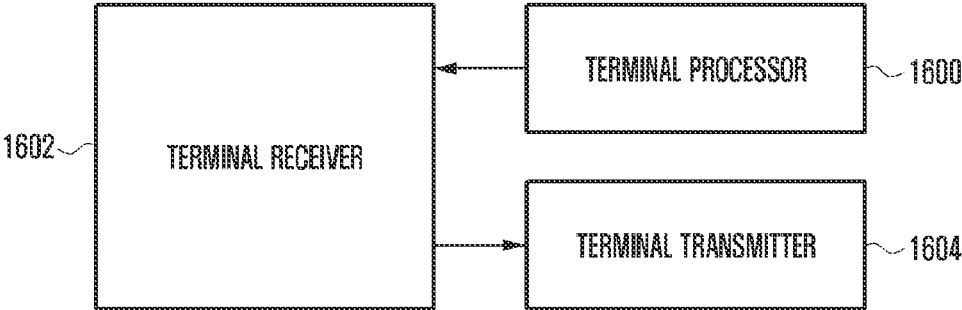 TERMINAL PROCESSOR
1600
1602
TERMINAL RECEIVER
TERMINAL TRANSMITTER
1604